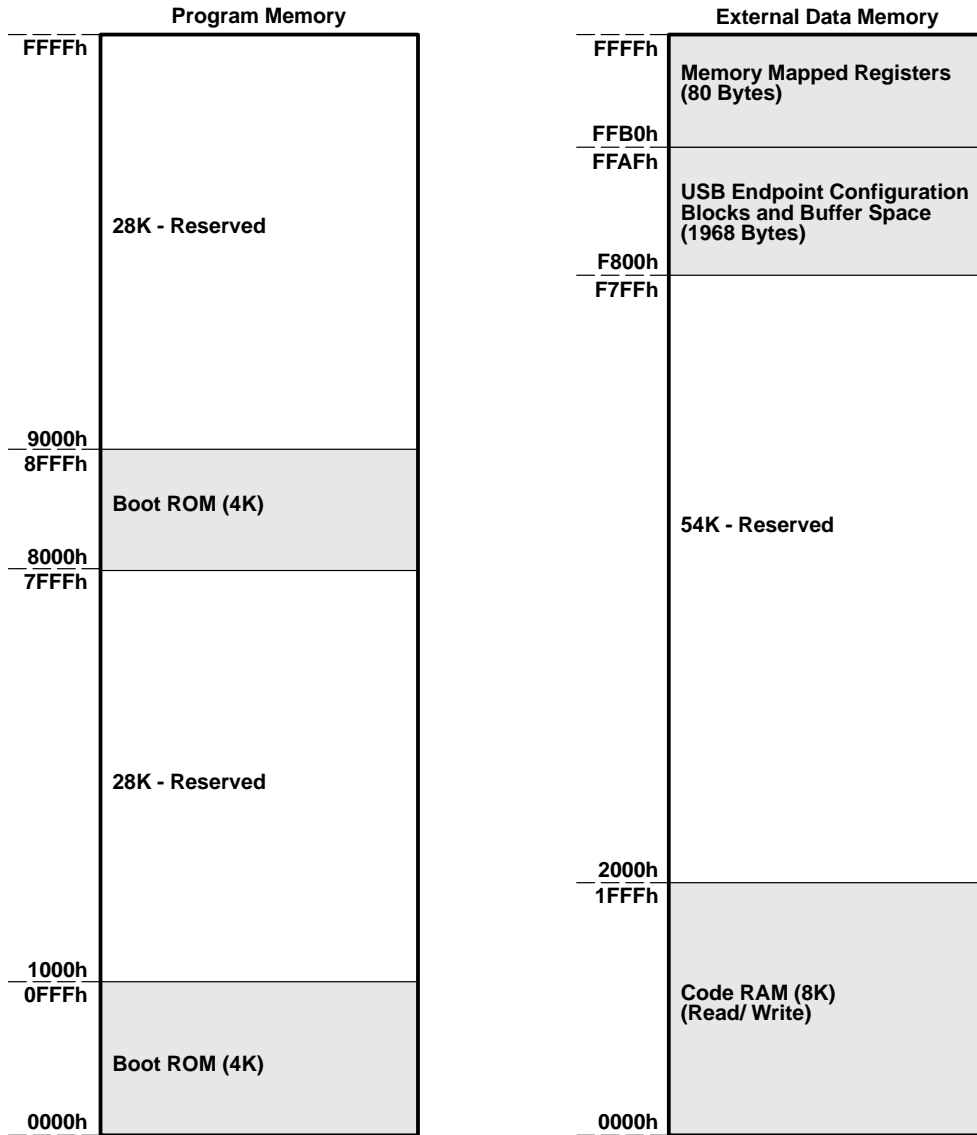 Program Memory
FFFFh
28K - Reserved
9000h
8FFFh
Boot ROM (4K)
8000h
7FFFh
28K - Reserved
1000h
0FFFh
Boot ROM (4K)
0000h
External Data Memory
FFFFh
Memory Mapped Registers
(80 Bytes)
FFB0h
FFAFh
USB Endpoint Configuration
Blocks and Buffer Space
(1968 Bytes)
F800h
F7FFh
54K - Reserved
2000h
1FFFh
Code RAM (8K)
(Read/ Write)
0000h